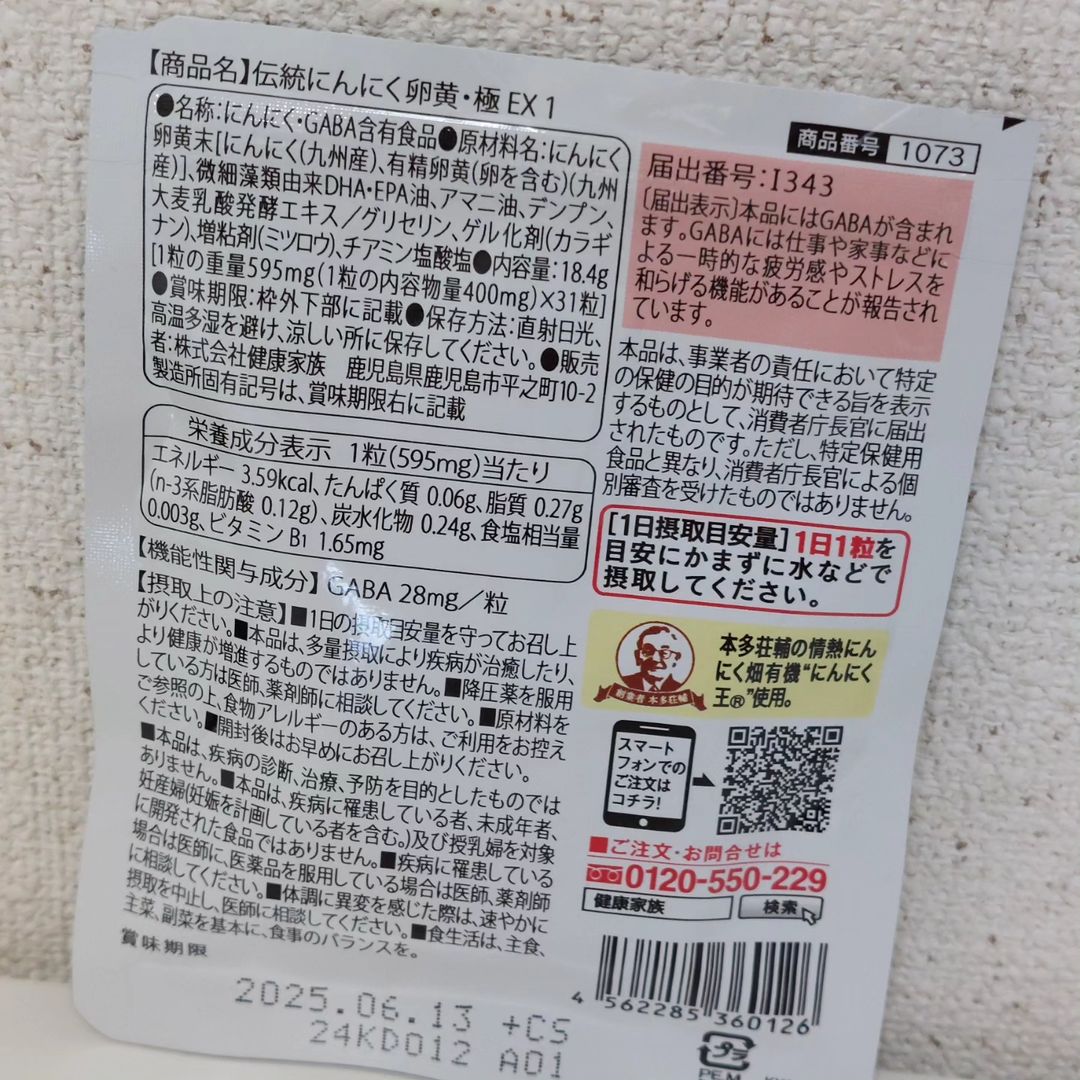 【商品名】伝統にんにく卵黄・極 EX 1
●名称:にんにく・GABA含有食品●原材料名:にんにく
卵黄末[にんにく(九州産)、有精卵黄(卵を含む)(九州
産)]、微細藻類由来DHA・EPA油、アマニ油、デンプン、
大麦乳酸発酵エキス/グリセリン、ゲル化剤(カラギ
ナン)、増粘剤(ミツロウ)、チアミン塩酸塩●内容量:18.4g
[1粒の重量595mg(1粒の内容物量400mg)×31粒]
●賞味期限:枠外下部に記載●保存方法:直射日光、
高温多湿を避け、涼しい所に保存してください。●販売
者:株式会社健康家族 鹿児島県鹿児島市平之町10-2
製造所固有記号は、賞味期限右に記載
栄養成分表示 1粒(595mg)当たり
エネルギー 3.59kcal、たんぱく質 0.06g、脂質 0.27g
(n-3系脂肪酸 0.12g)、炭水化物 0.24g、食塩相当量
0.003g、ビタミン B1 1.65mg
【機能性関与成分】 GABA 28mg/粒
【摂取上の注意】■1日の摂取目安量を守ってお召し上
がりください。■本品は、多量摂取により疾病が治癒したり、
より健康が増進するものではありません。■降圧薬を服用
している方は医師、薬剤師に相談してください。■原材料を
ご参照の上、食物アレルギーのある方は、ご利用をお控え
ください。■開封後はお早めにお召し上がりください。
■本品は、疾病の診断、治療、予防を目的としたものでは
ありません。■本品は、疾病に罹患している者、未成年者、
妊産婦(妊娠を計画している者を含む。)及び授乳婦を対象
に開発された食品ではありません。■疾病に罹患している
場合は医師に、医薬品を服用している場合は医師、薬剤師
に相談してください。■体調に異変を感じた際は、速やかに
摂取を中止し、医師に相談してください。■食生活は、主食、
主菜、副菜を基本に、食事のバランスを。
賞味期限
2025.06.13 +CS
24KD012 A01
商品番号 1073
届出番号:I343
〔届出表示〕本品にはGABAが含まれ
ます。GABAには仕事や家事などに
よる一時的な疲労感やストレスを
和らげる機能があることが報告され
ています。
本品は、事業者の責任において特定
の保健の目的が期待できる旨を表示
するものとして、消費者庁長官に届出
されたものです。ただし、特定保健用
食品と異なり、消費者庁長官による個
別審査を受けたものではありません。
[1日摂取目安量] 1日1粒を
目安にかまずに水などで
摂取してください。
創業者 本多荘輔
本多荘輔の情熱にん
にく畑有機“にんにく
王®”使用。
スマート
フォンでの
ご注文は
コチラ!
■ご注文・お問合せは
0120-550-229
健康家族 検索
4 562285 360126
プラ
PE,M